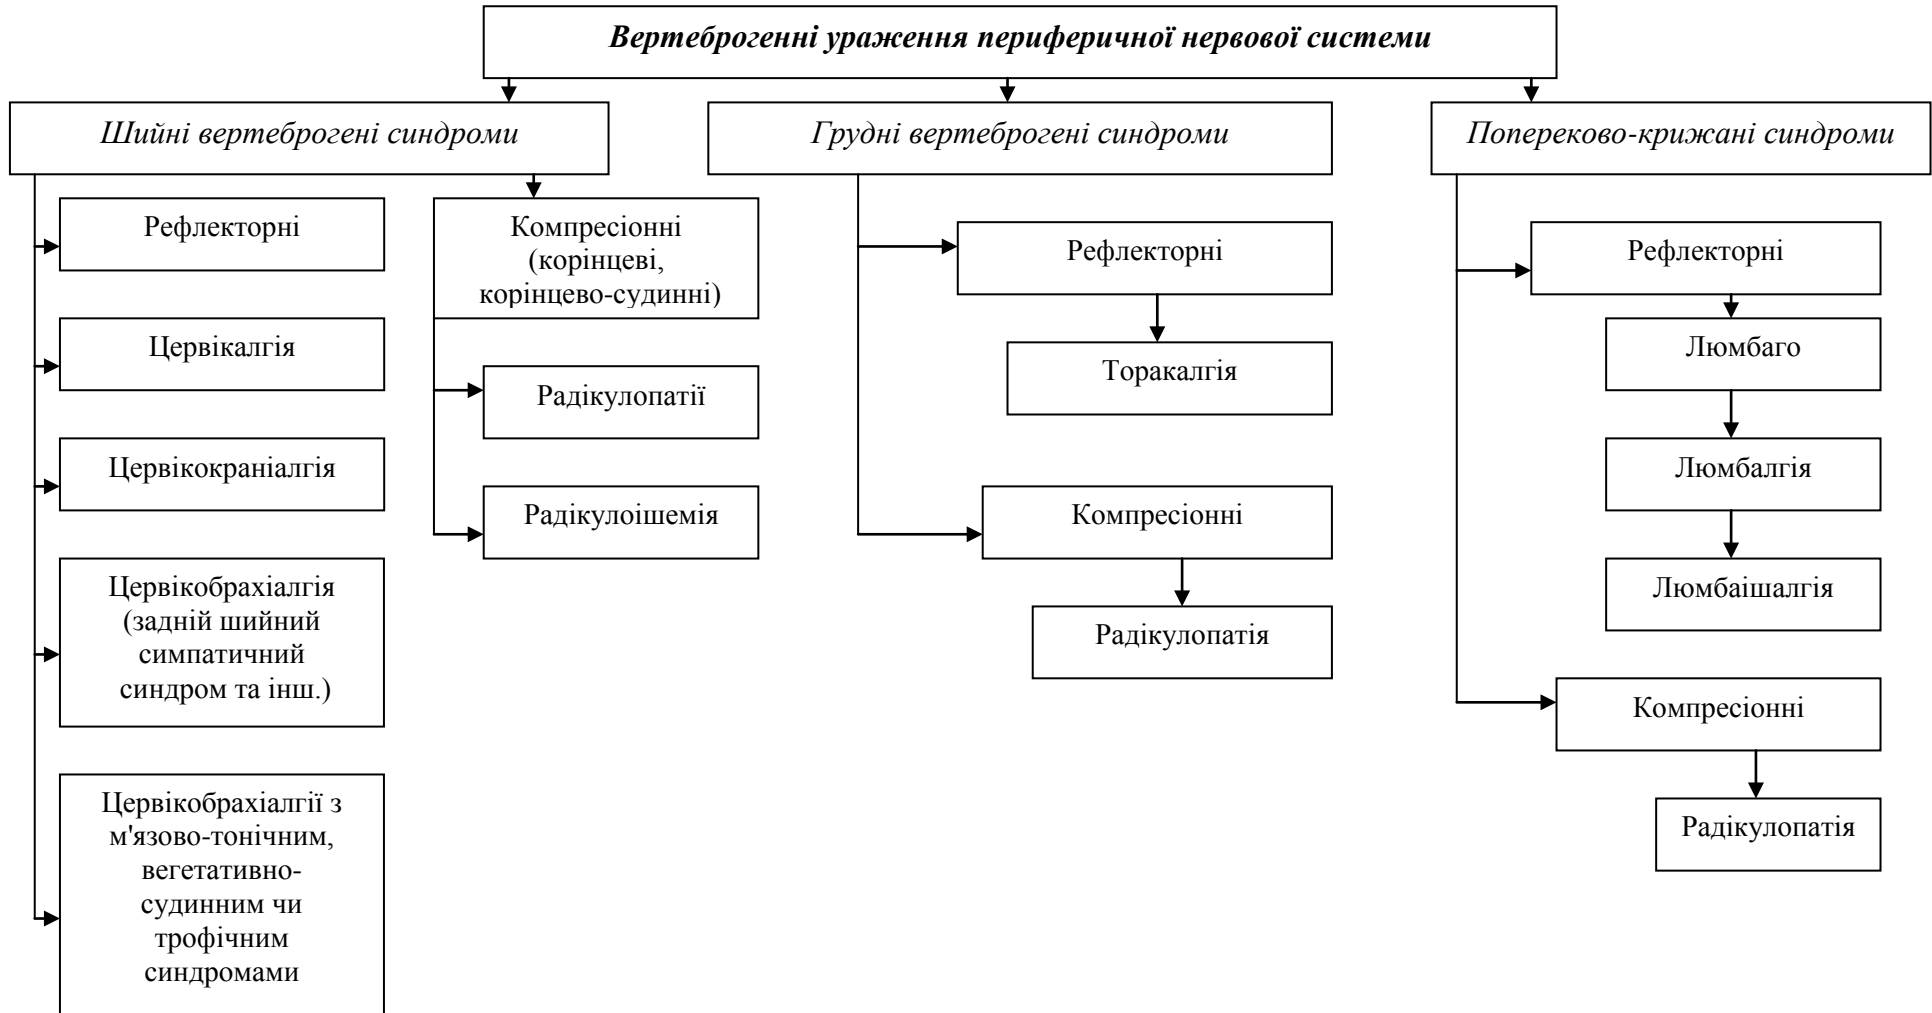 Вертеброгенні ураження периферичної нервової системи
Шийні вертеброгені синдроми
Рефлекторні
Цервікалгія
Цервікокраніалгія
Цервікобрахіалгія
(задній шийний
симпатичний
синдром та інш.)
Цервікобрахіалгії з
м'язово-тонічним,
вегетативно-
судинним чи
трофічним
синдромами
Компресіонні
(корінцеві,
корінцево-судинні)
Радікулопатії
Радікулоішемія
Грудні вертеброгені синдроми
Рефлекторні
Торакалгія
Компресіонні
Радікулопатія
Попереково-крижані синдроми
Рефлекторні
Люмбаго
Люмбалгія
Люмбаішалгія
Компресіонні
Радікулопатія